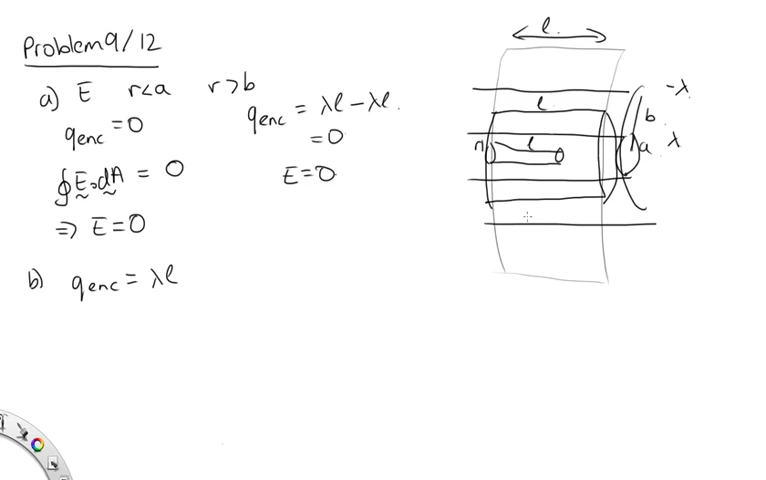 Problem 9/12
a) E r<a r>b
q_enc = 0
∮E·dA = 0
⇒ E = 0
q_enc = λl - λl.
= 0
E = 0
b) q_enc = λl
l.
-λ
l
b
l
a λ